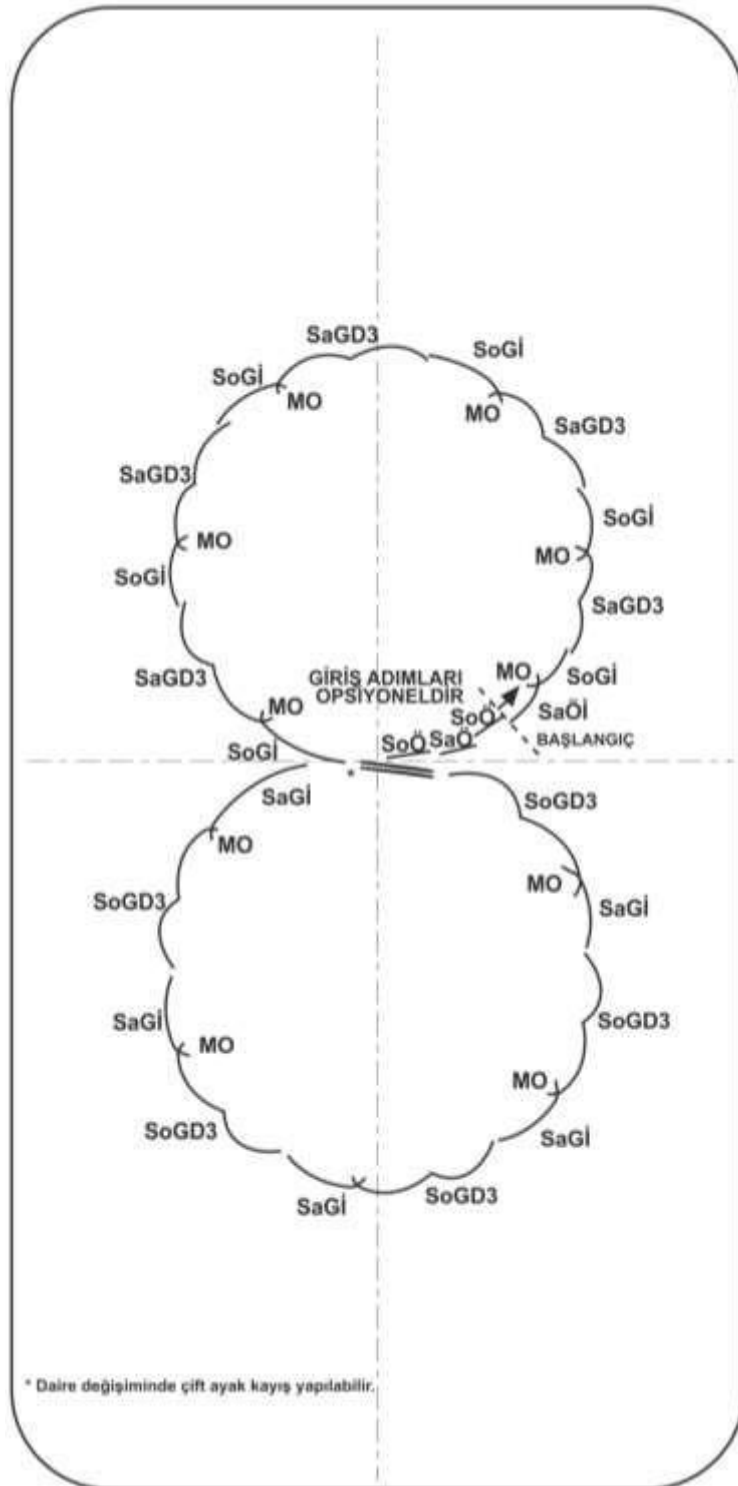 SaGD3
SoGİ
SoGİ
MO
MO
SaGD3
SaGD3
SoGİ
MO
MO
SoGİ
SaGD3
SaGD3
MO
SoGİ
GİRİŞ ADIMLARI
OPSİYONELDİR
MO
SoÖ
SaÖİ
SoÖ
SaÖ
BAŞLANGIÇ
SoGİ
*
SaGİ
SoGD3
MO
MO
SoGD3
SaGİ
SaGİ
MO
SoGD3
MO
SoGD3
SaGİ
SaGİ
SoGD3
* Daire değişiminde çift ayak kayış yapılabilir.